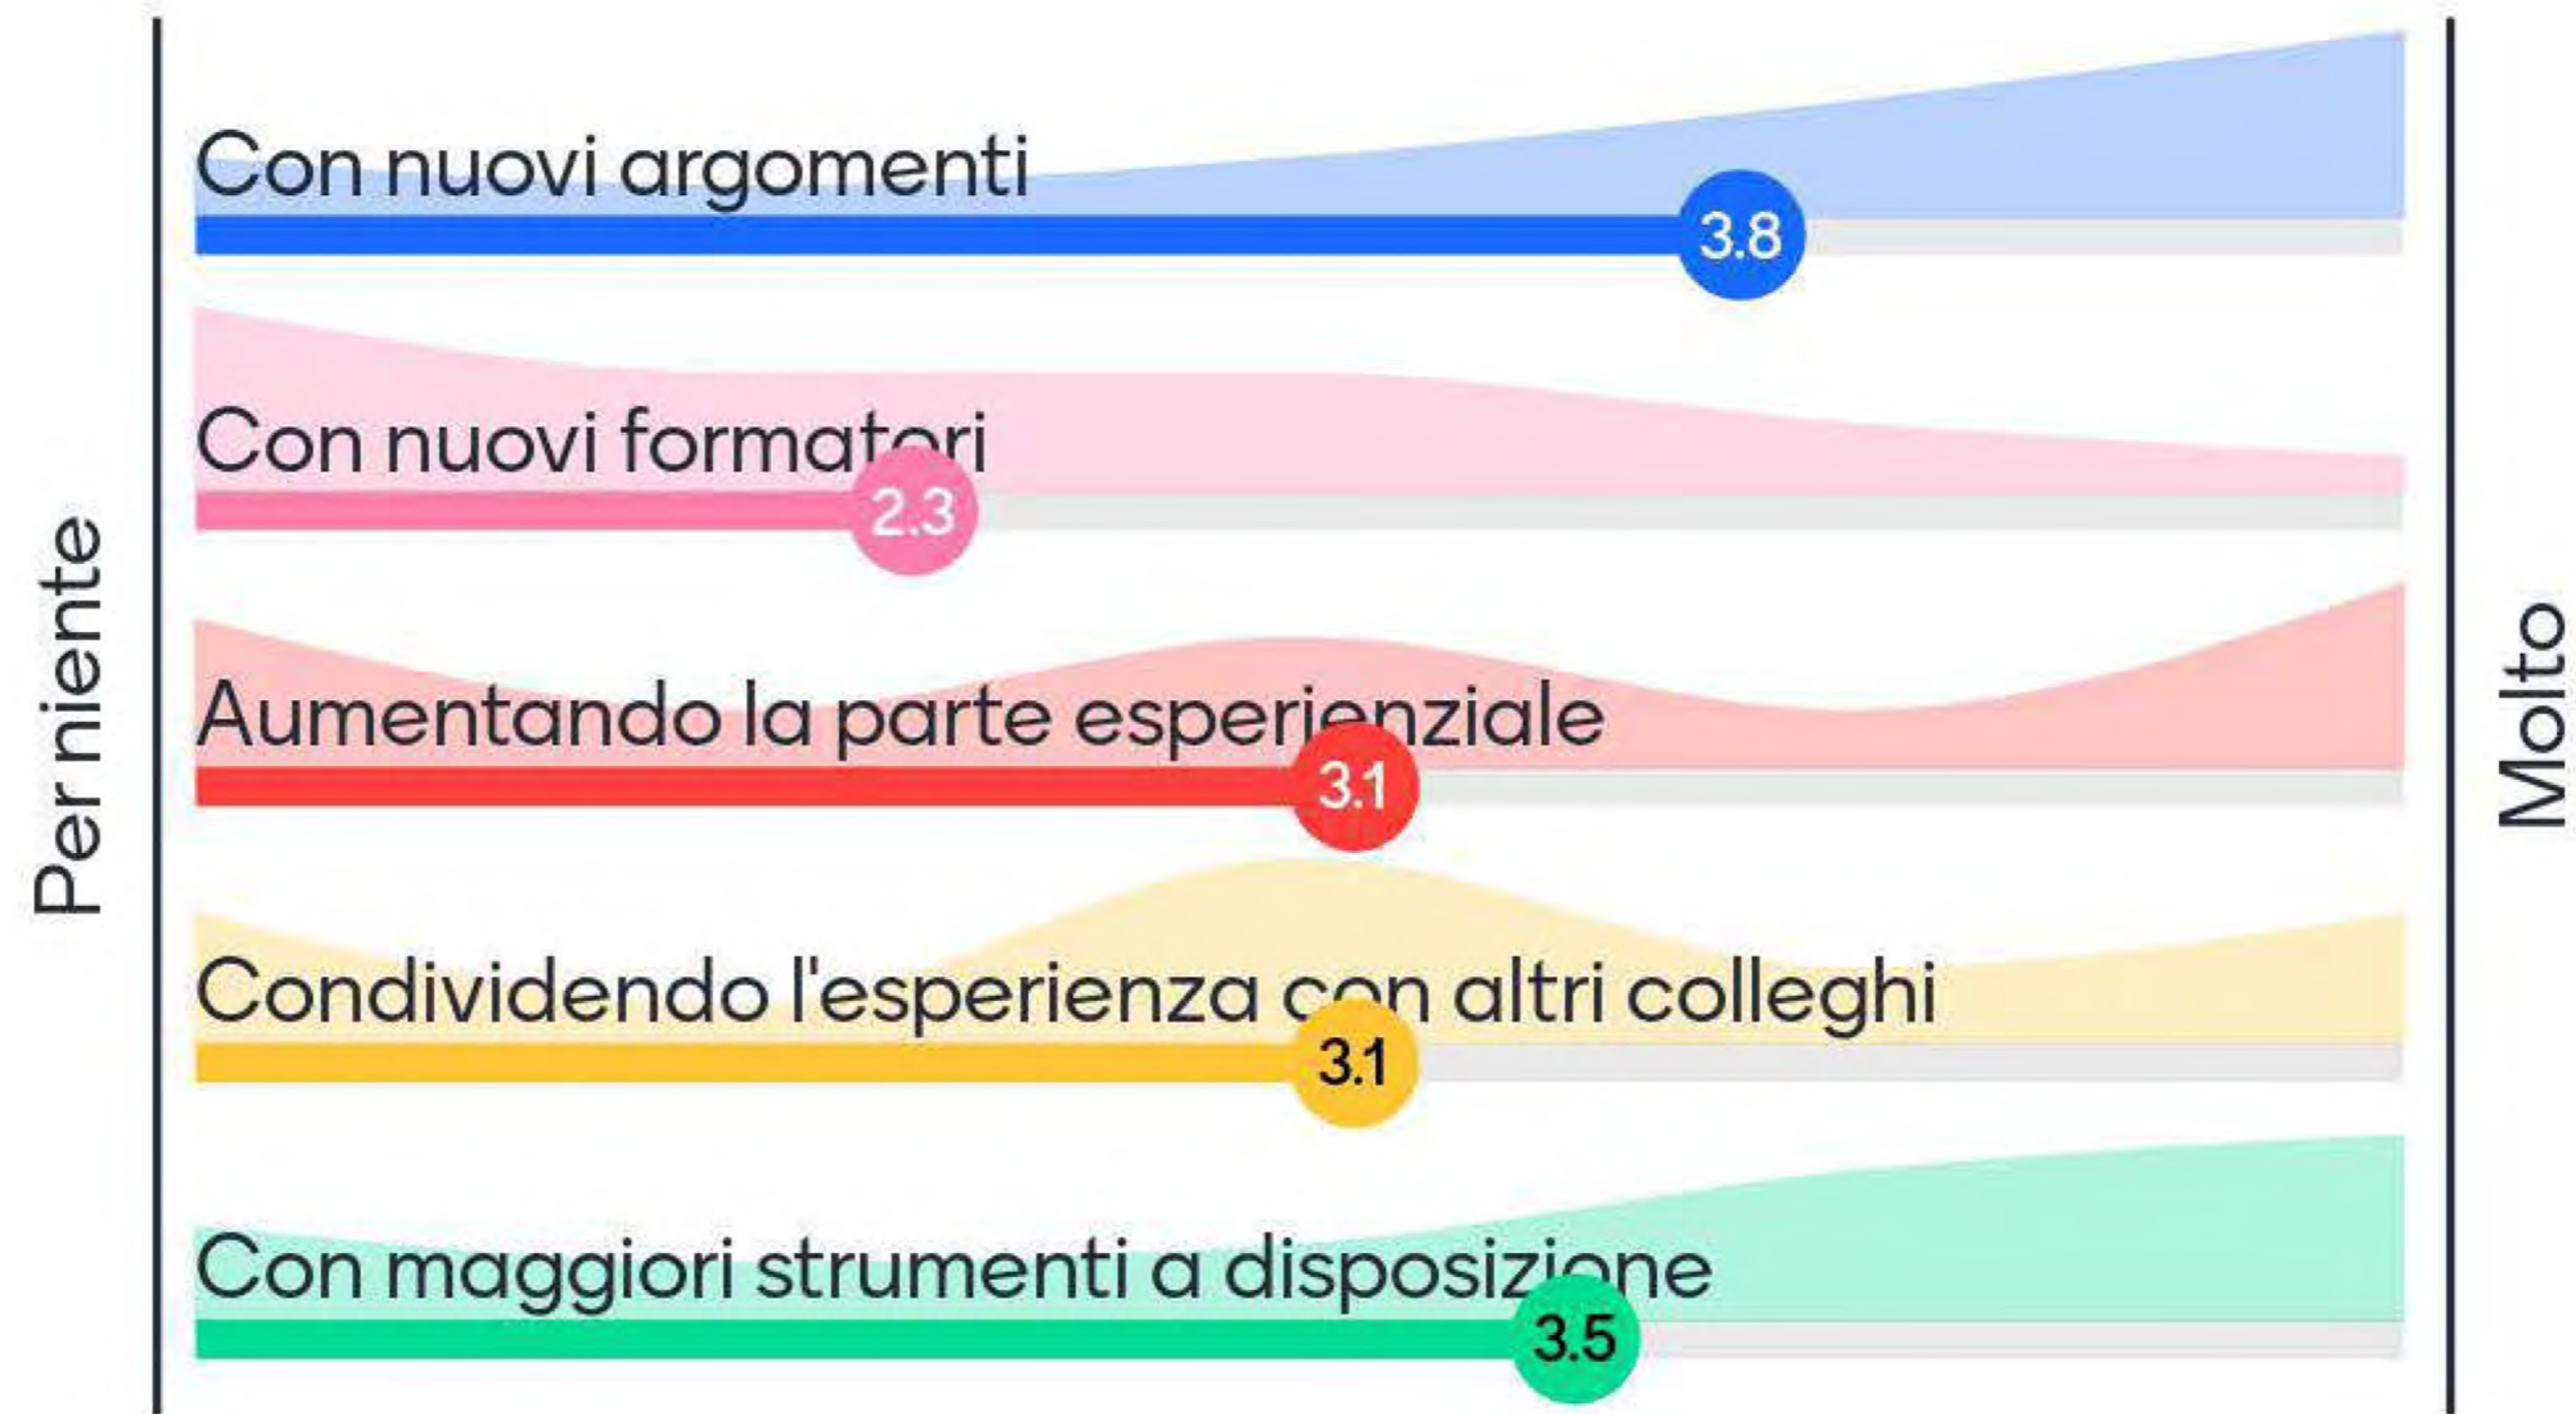 Con nuovi argomenti
3.8
Con nuovi formatori
2.3
Per niente
Aumentando la parte esperienziale
3.1
Molto
Condividendo l'esperienza con altri colleghi
3.1
Con maggiori strumenti a disposizione
3.5